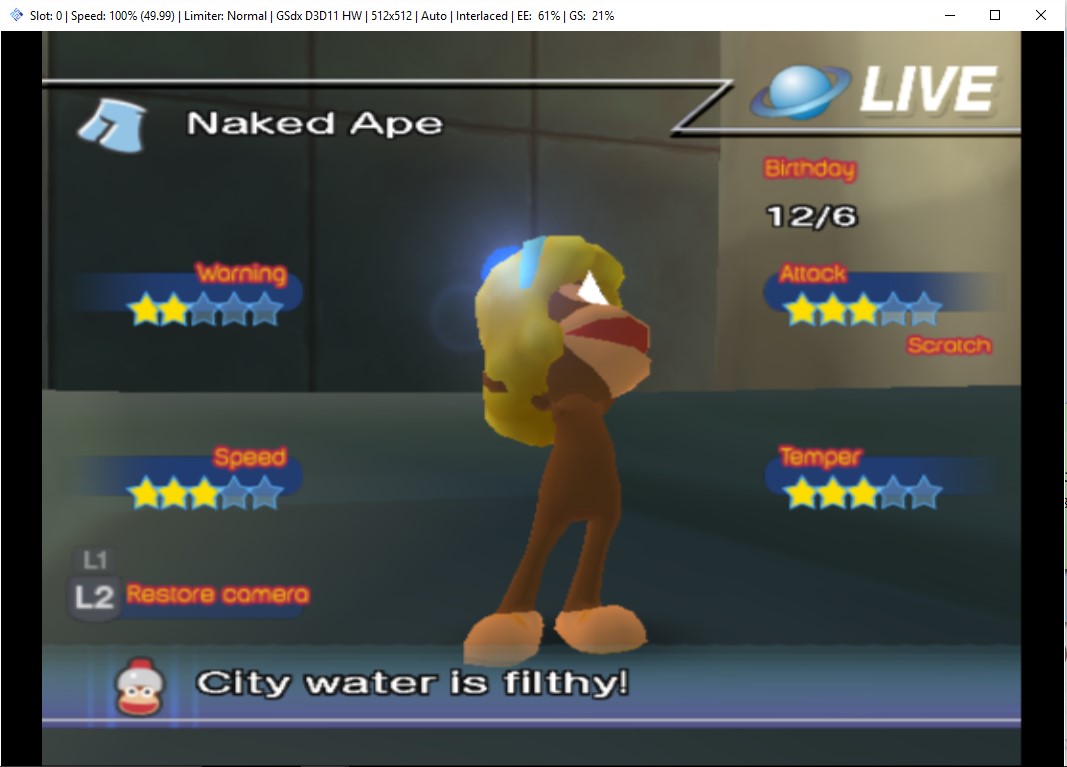 Slot: 0 | Speed: 100% (49.99) | Limiter: Normal | GSdx D3D11 HW | 512x512 | Auto | Interlaced | EE: 61% | GS: 21%
LIVE
Naked Ape
Birthday
12/6
Warning
Attack
Scratch
Speed
Temper
L1
L2 Restore camera
City water is filthy!